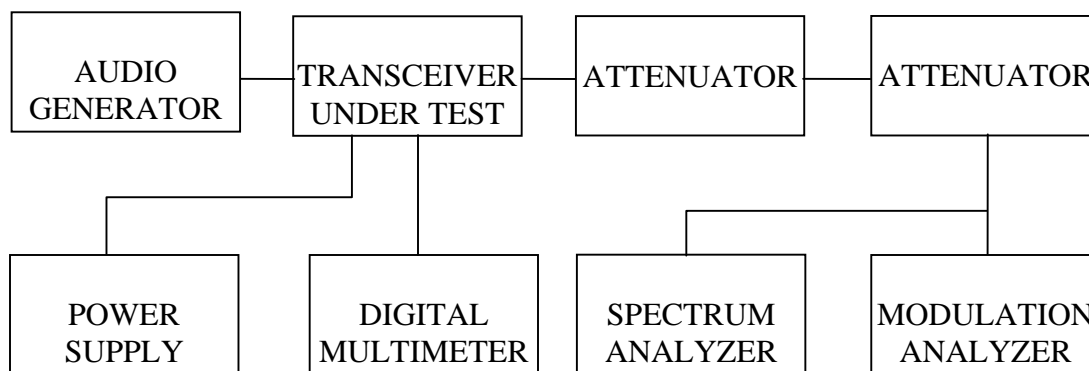 AUDIO
GENERATOR
TRANSCEIVER
UNDER TEST
ATTENUATOR
ATTENUATOR
POWER
SUPPLY
DIGITAL
MULTIMETER
SPECTRUM
ANALYZER
MODULATION
ANALYZER